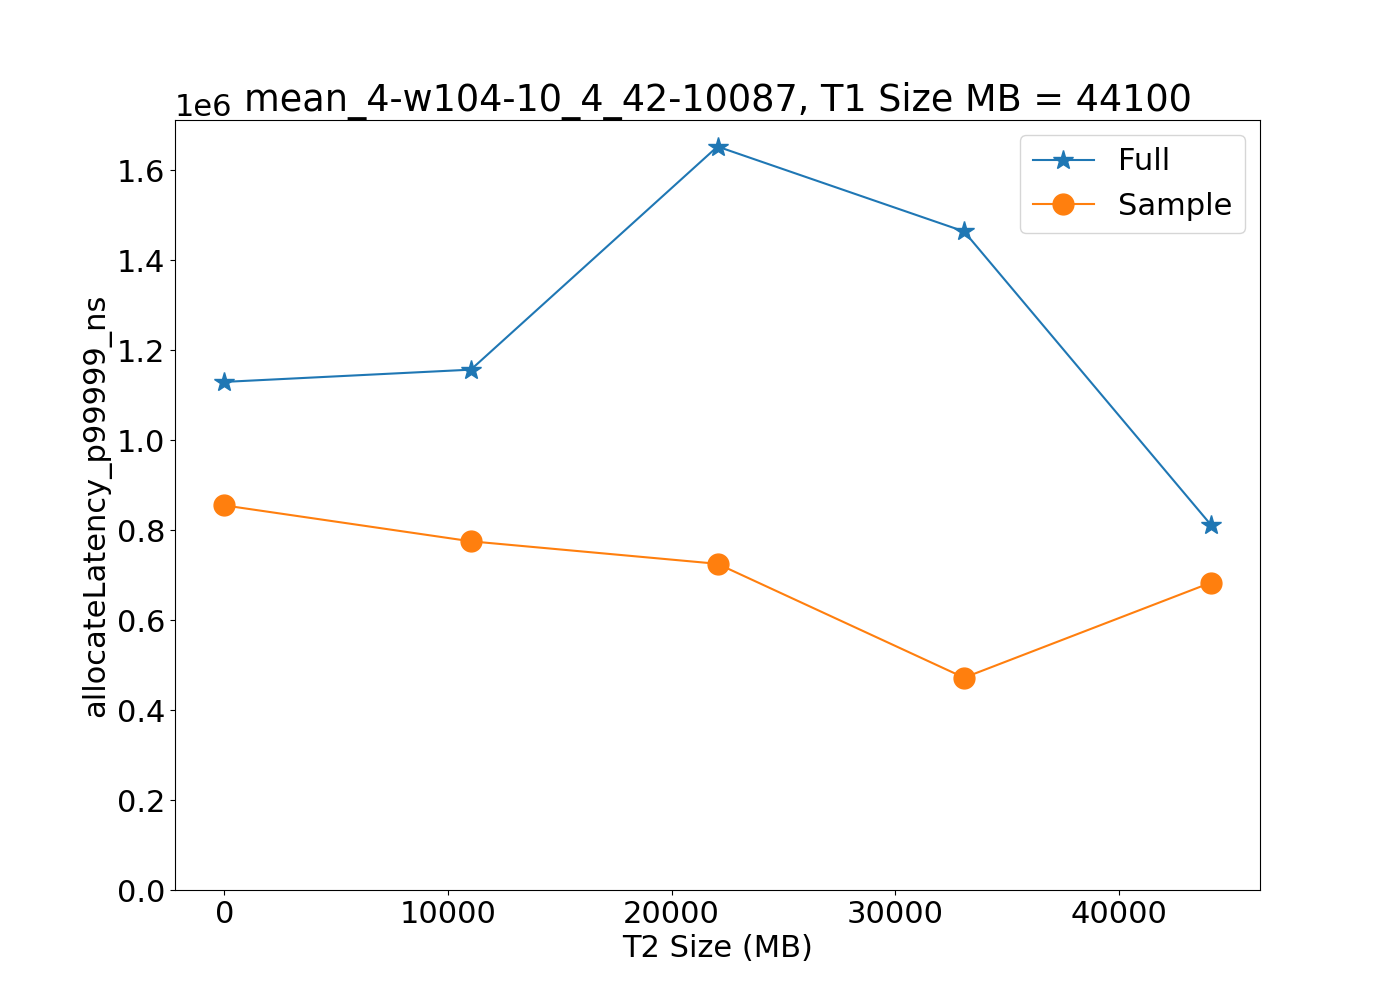 1e6 mean_4-w104-10_4_42-10087, T1 Size MB = 44100
Full
Sample
allocateLatency_p99999_ns
1.6
1.4
1.2
1.0
0.8
0.6
0.4
0.2
0.0
0 10000 20000 30000 40000
T2 Size (MB)